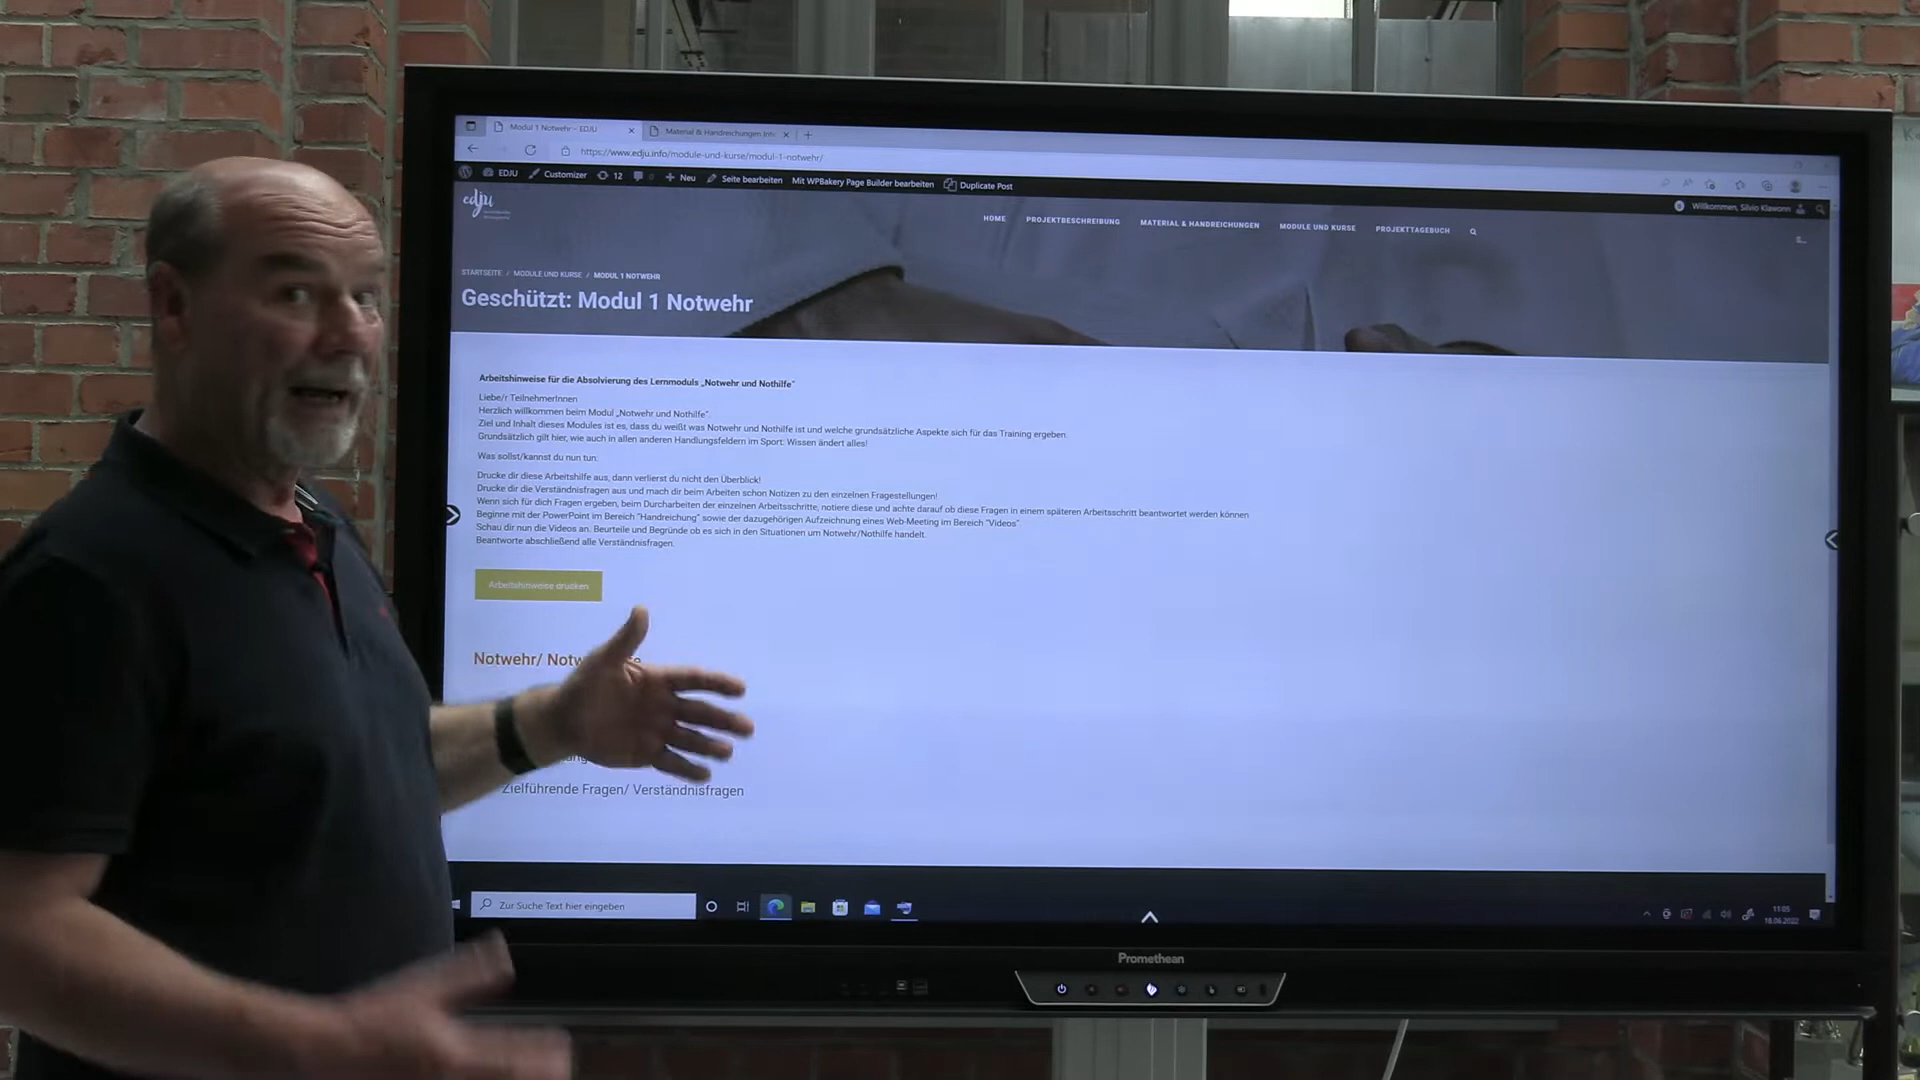 Modul 1 Notwehr – EDJU
Material & Handreichungen
https://www.edju.info/module-und-kurse/modul-1-notwehr/
EDJU Customizer 12 0 Neu Seite bearbeiten Mit WPBakery Page Builder bearbeiten Duplicate Post
Willkommen, Silvio Klawonn
edju
HOME PROJEKTBESCHREIBUNG MATERIAL & HANDREICHUNGEN MODULE UND KURSE PROJEKTTAGEBUCH
STARTSEITE / MODULE UND KURSE / MODUL 1 NOTWEHR
Geschützt: Modul 1 Notwehr
Arbeitshinweise für die Absolvierung des Lernmoduls „Notwehr und Nothilfe"
Liebe/r TeilnehmerInnen
Herzlich willkommen beim Modul „Notwehr und Nothilfe".
Ziel und Inhalt dieses Modules ist es, dass du weißt was Notwehr und Nothilfe ist und welche grundsätzliche Aspekte sich für das Training ergeben.
Grundsätzlich gilt hier, wie auch in allen anderen Handlungsfeldern im Sport: Wissen ändert alles!
Was sollst/kannst du nun tun:
Drucke dir diese Arbeitshilfe aus, dann verlierst du nicht den Überblick!
Drucke dir die Verständnisfragen aus und mach dir beim Arbeiten schon Notizen zu den einzelnen Fragestellungen!
Wenn sich für dich Fragen ergeben, beim Durcharbeiten der einzelnen Arbeitsschritte, notiere diese und achte darauf ob diese Fragen in einem späteren Arbeitsschritt beantwortet werden können
Beginne mit der PowerPoint im Bereich "Handreichung" sowie der dazugehörigen Aufzeichnung eines Web-Meeting im Bereich "Videos"
Schau dir nun die Videos an. Beurteile und Begründe ob es sich in den Situationen um Notwehr/Nothilfe handelt.
Beantworte abschließend alle Verständnisfragen.
Arbeitshinweise drucken
Notwehr/
Zielführende Fragen/ Verständnisfragen
Zur Suche Text hier eingeben
11:05
18.06.2022
Promethean